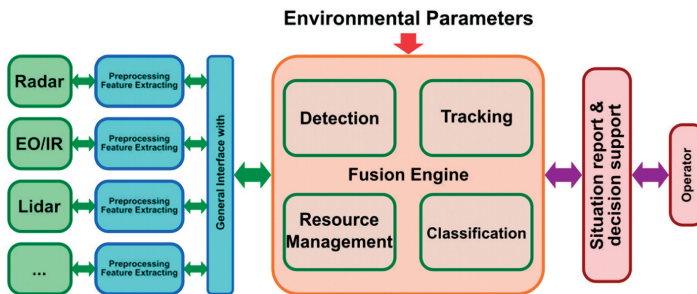 Environmental Parameters
Radar
Preprocessing
Feature Extracting
EO/IR
Preprocessing
Feature Extracting
Lidar
Preprocessing
Feature Extracting
...
Preprocessing
Feature Extracting
General Interface with
Detection
Tracking
Fusion Engine
Resource
Management
Classification
Situation report &
decision support
Operator